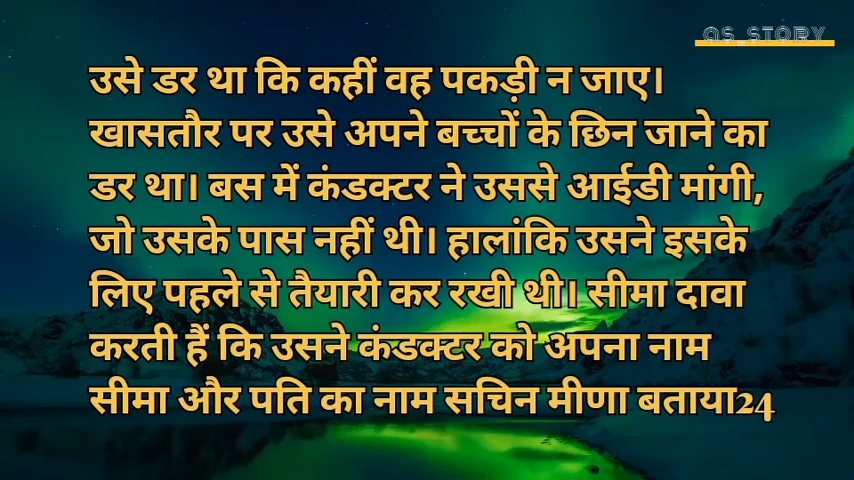 QS_STORY
उसे डर था कि कहीं वह पकड़ी न जाए।
खासतौर पर उसे अपने बच्चों के छिन जाने का
डर था। बस में कंडक्टर ने उससे आईडी मांगी,
जो उसके पास नहीं थी। हालांकि उसने इसके
लिए पहले से तैयारी कर रखी थी। सीमा दावा
करती हैं कि उसने कंडक्टर को अपना नाम
सीमा और पति का नाम सचिन मीणा बताया24